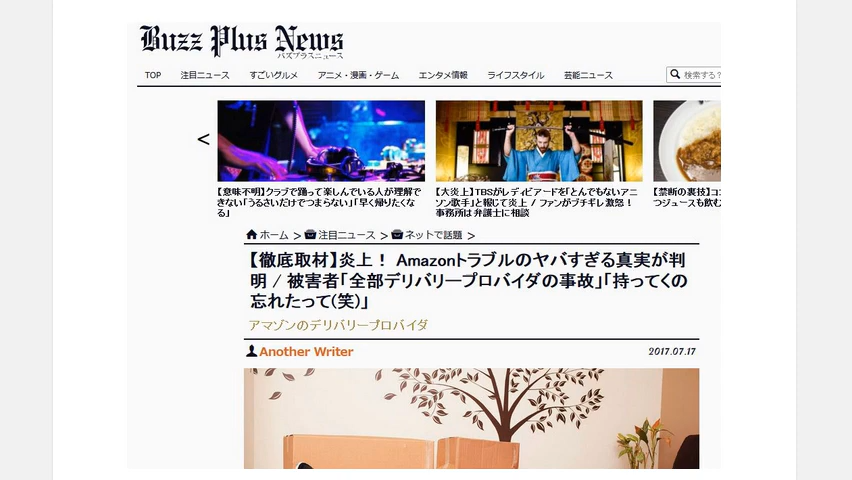 Buzz Plus News
バズプラスニュース
TOP 注目ニュース すごいグルメ アニメ・漫画・ゲーム エンタメ情報 ライフスタイル 芸能ニュース 検索する?
<
【意味不明】クラブで踊って楽しんでいる人が理解で
きない「うるさいだけでつまらない」「早く帰りたくな
る」
【大炎上】TBSがレディビアードを「とんでもないアニ
ソン歌手」と報じて炎上 / ファンがブチギレ激怒!
事務所は弁護士に相談
【禁断の裏技】コ
つジュースも飲む
ホーム > 注目ニュース > ネットで話題 >
【徹底取材】炎上! Amazonトラブルのヤバすぎる真実が判
明 / 被害者「全部デリバリープロバイダの事故」「持ってくの
忘れたって(笑)」
アマゾンのデリバリープロバイダ
Another Writer 2017.07.17